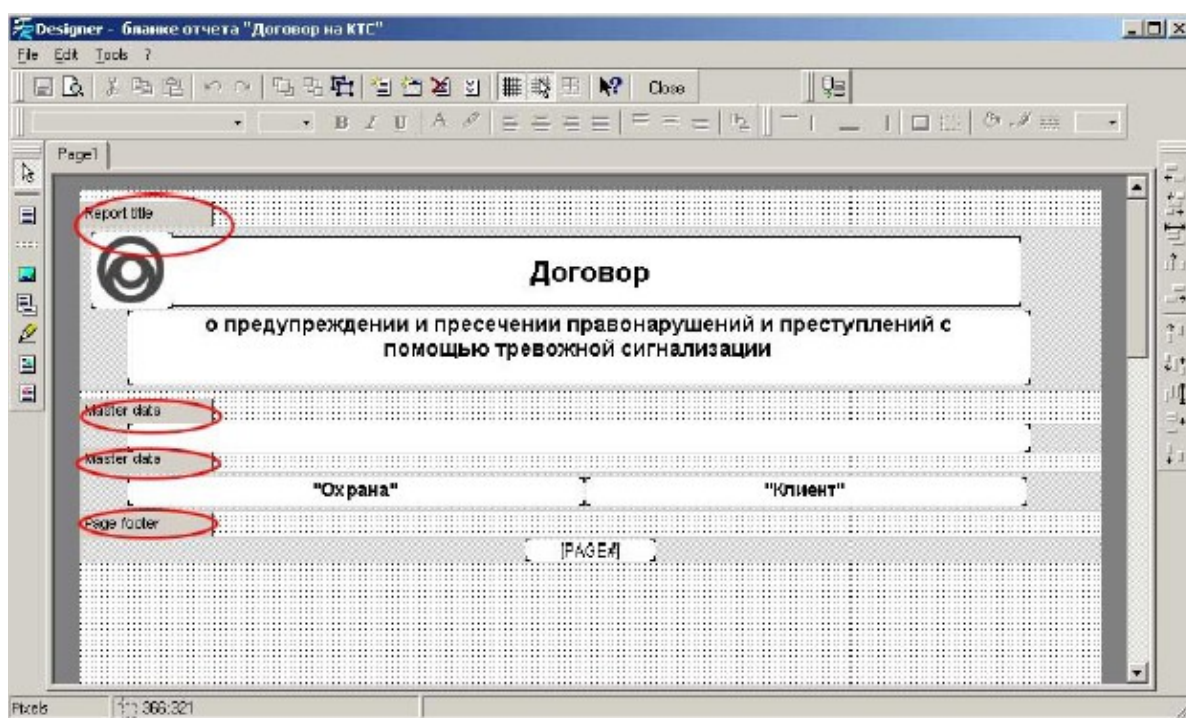 Designer - бланке отчета "Договор на КТС"
File Edit Tools ?
Close
B I U A
Page1
Report title
Договор
о предупреждении и пресечении правонарушений и преступлений с
помощью тревожной сигнализации
Master data
Master data
"Охрана" "Клиент"
Page footer
[PAGE#]
Pixels 366:321